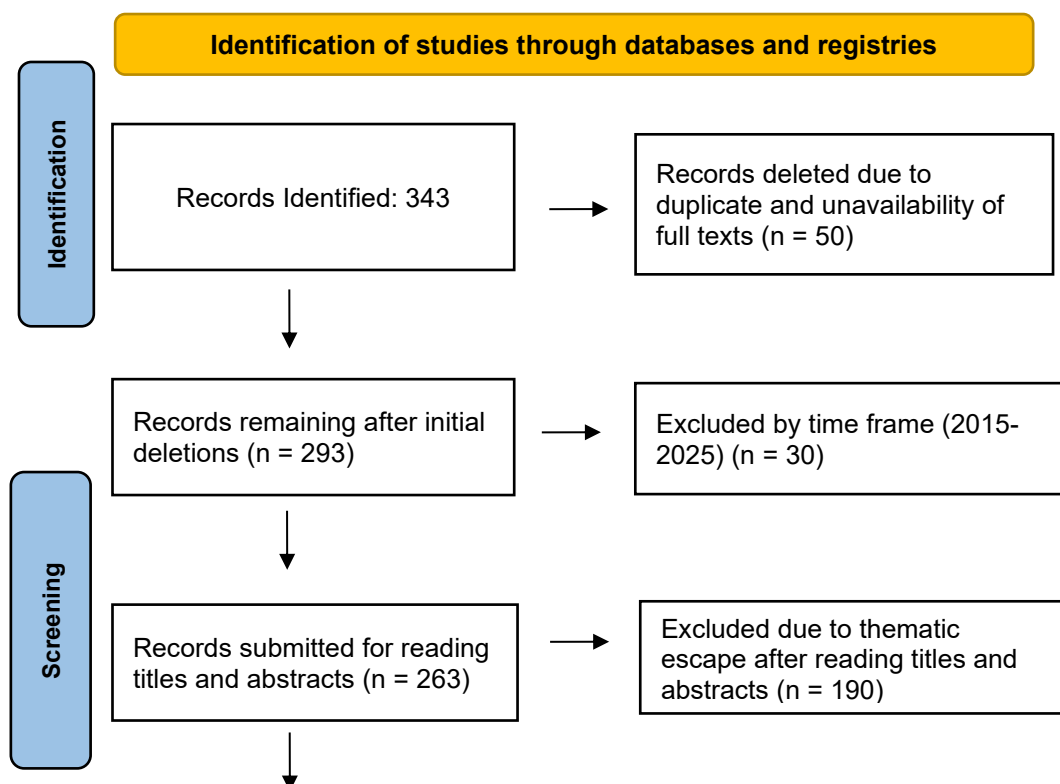 Identification of studies through databases and registries
Identification
Records Identified: 343
Records deleted due to
duplicate and unavailability of
full texts (n = 50)
Records remaining after initial
deletions (n = 293)
Excluded by time frame (2015-
2025) (n = 30)
Screening
Records submitted for reading
titles and abstracts (n = 263)
Excluded due to thematic
escape after reading titles and
abstracts (n = 190)